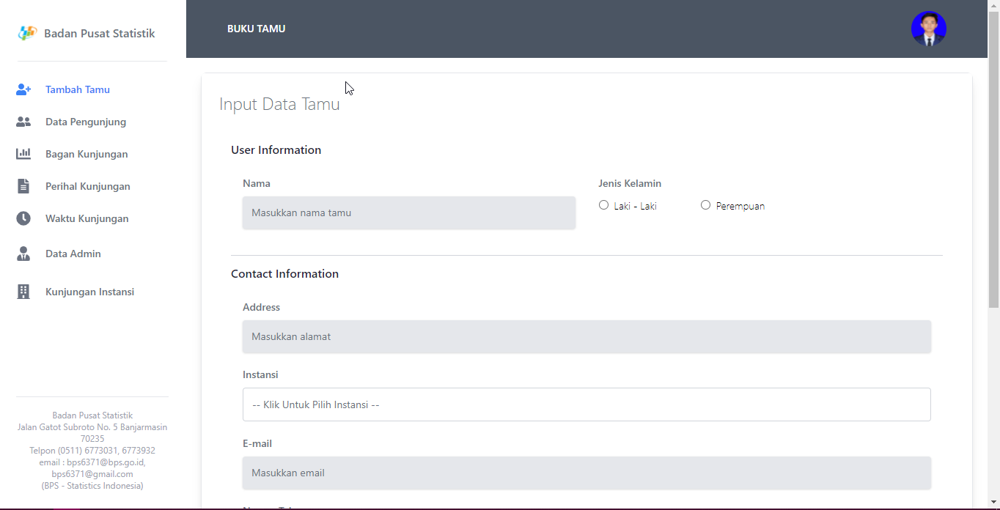 Badan Pusat Statistik
BUKU TAMU
Tambah Tamu
Data Pengunjung
Bagan Kunjungan
Perihal Kunjungan
Waktu Kunjungan
Data Admin
Kunjungan Instansi
Badan Pusat Statistik
Jalan Gatot Subroto No. 5 Banjarmasin
70235
Telpon (0511) 6773031, 6773932
email : bps6371@bps.go.id,
bps6371@gmail.com
(BPS - Statistics Indonesia)
Input Data Tamu
User Information
Nama
Masukkan nama tamu
Jenis Kelamin
Laki - Laki
Perempuan
Contact Information
Address
Masukkan alamat
Instansi
-- Klik Untuk Pilih Instansi --
E-mail
Masukkan email